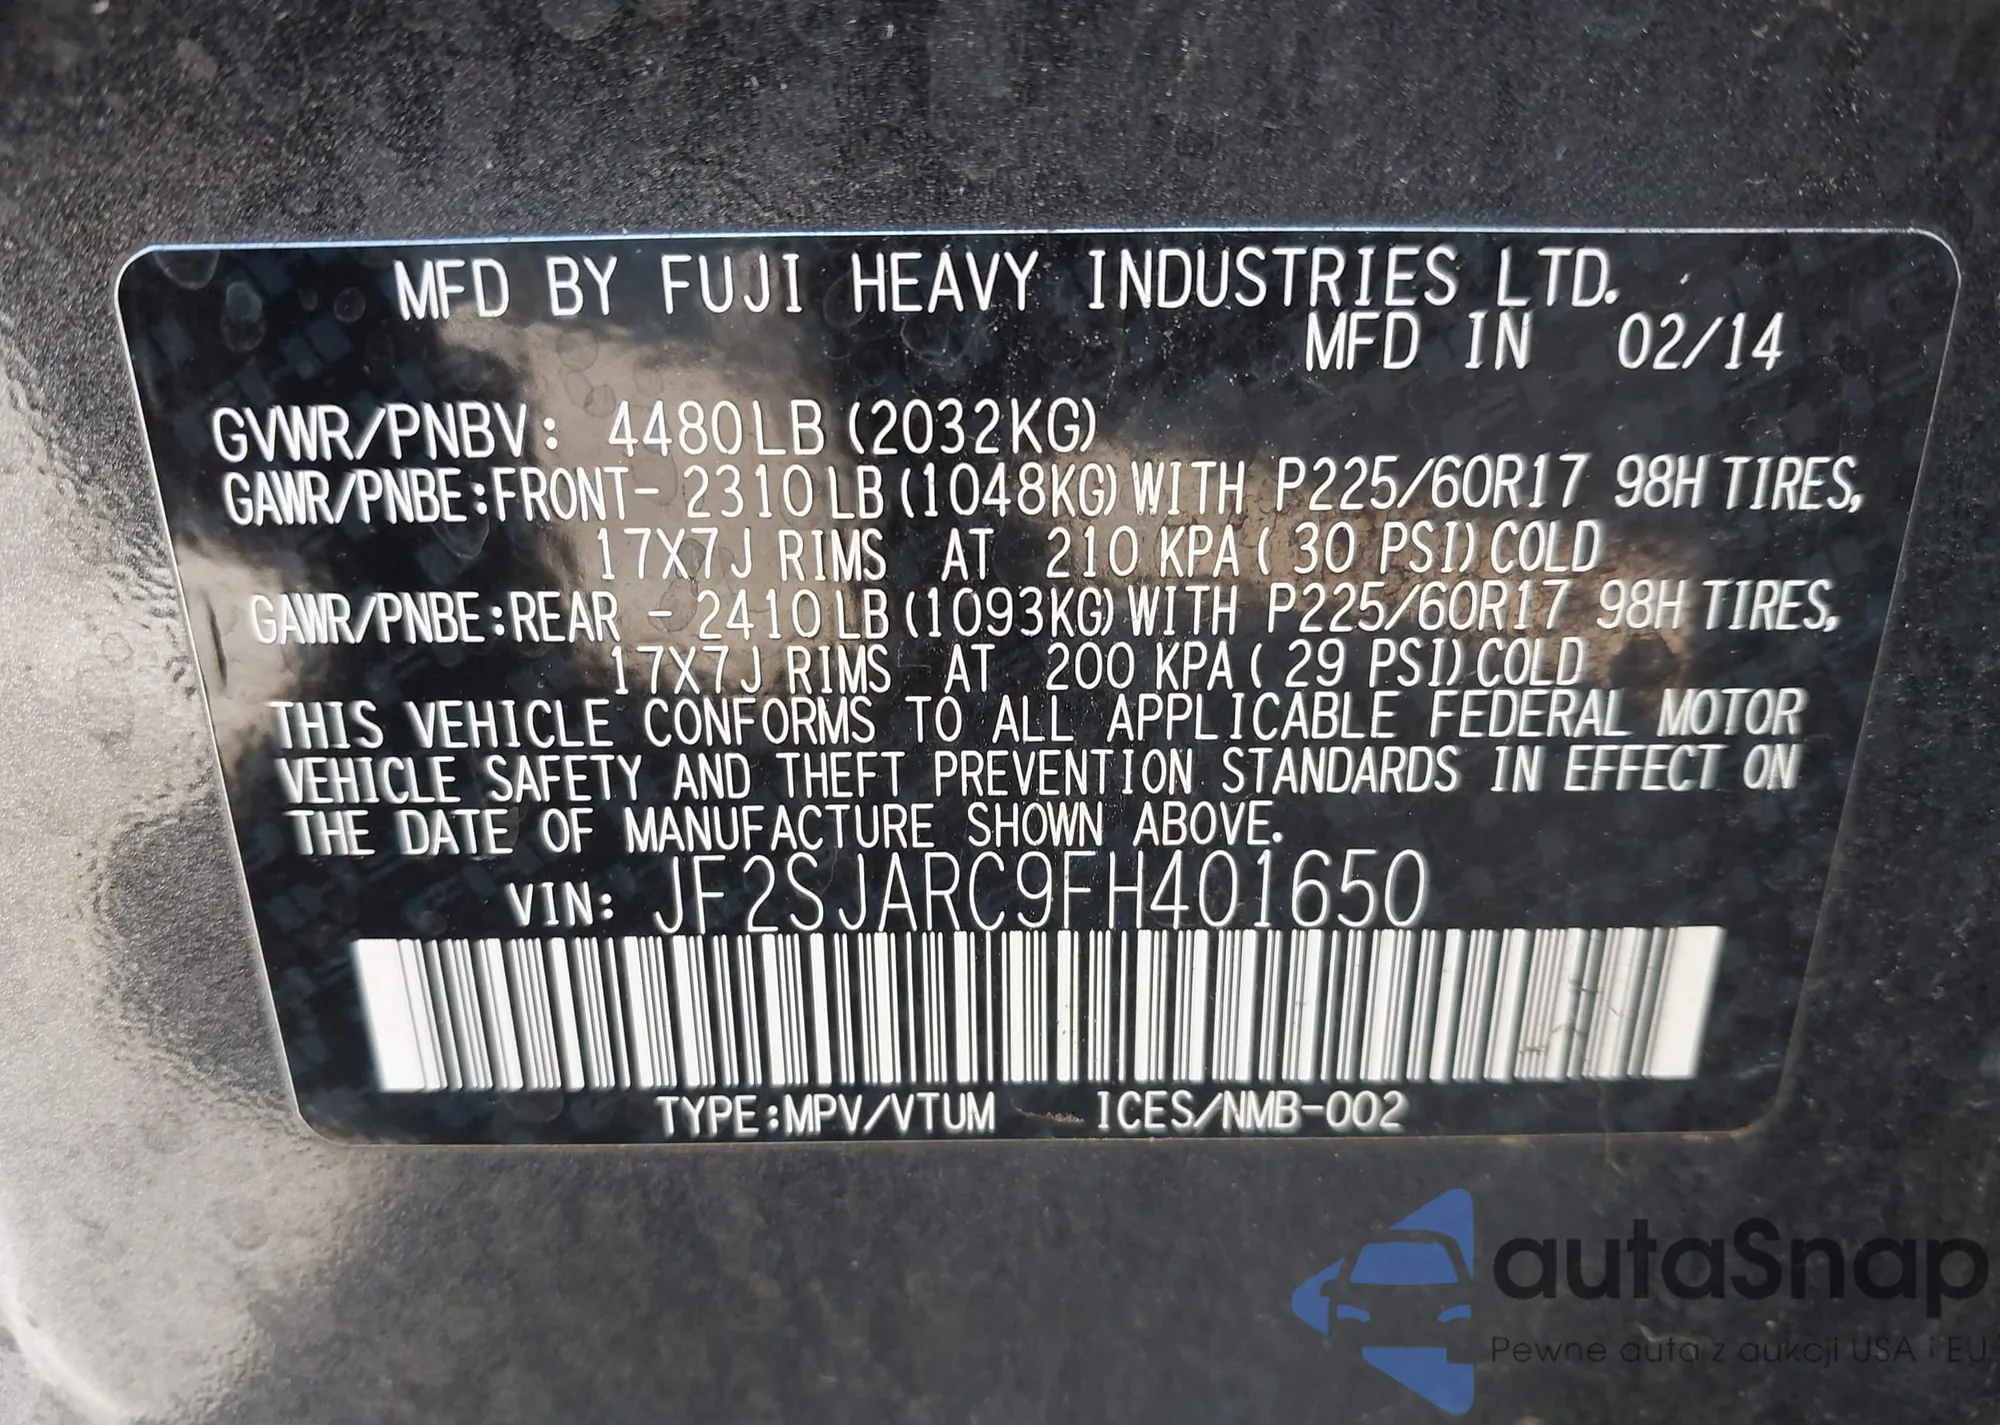 MFD BY FUJI HEAVY INDUSTRIES LTD.
MFD IN 02/14
GVWR/PNBV: 4480LB (2032KG)
GAWR/PNBE:FRONT- 2310LB (1048KG) WITH P225/60R17 98H TIRES,
17X7J RIMS AT 210 KPA ( 30 PSI) COLD
GAWR/PNBE:REAR - 2410LB (1093KG) WITH P225/60R17 98H TIRES,
17X7J RIMS AT 200 KPA ( 29 PSI) COLD
THIS VEHICLE CONFORMS TO ALL APPLICABLE FEDERAL MOTOR
VEHICLE SAFETY AND THEFT PREVENTION STANDARDS IN EFFECT ON
THE DATE OF MANUFACTURE SHOWN ABOVE.
VIN: JF2SJARC9FH401650
TYPE:MPV/VTUM ICES/NMB-002
autaSnap
Pewne auta z aukcji USA i EU